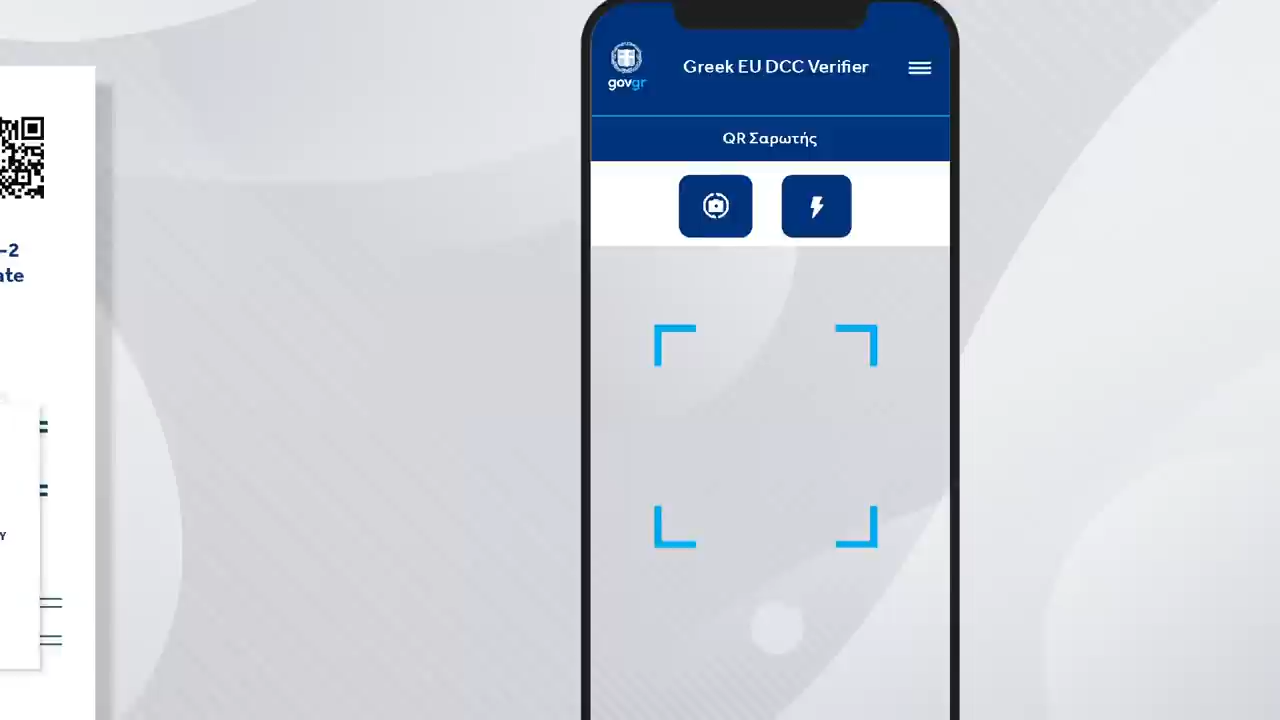 govgr
Greek EU DCC Verifier
QR Σαρωτής
-2
ate
Y